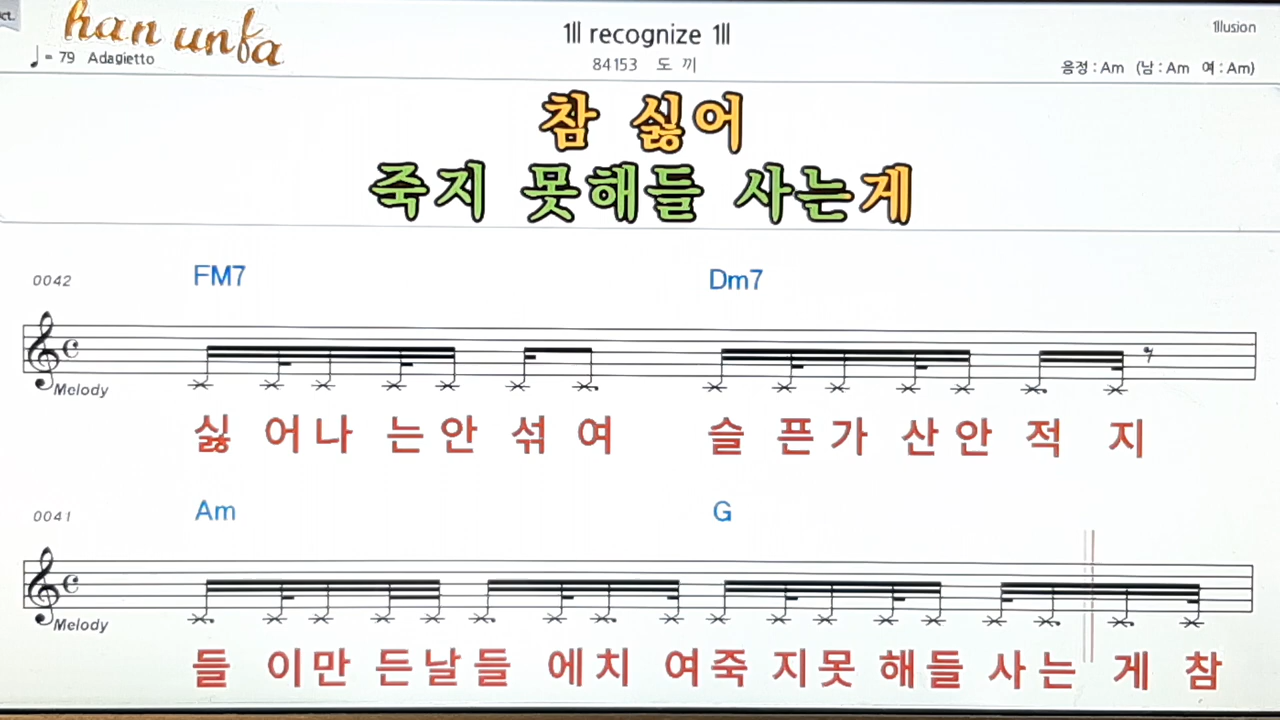 ct.
han unfa
1ll recognize 1ll
1llusion
♩= 79 Adagietto
84153 도 끼
음정 : Am (남 : Am 여 : Am)
참 싫어
죽지 못해들 사는게
0042
FM7 Dm7
Melody
싫 어 나 는 안 섞 여 슬 픈 가 산 안 적 지
0041
Am G
Melody
들 이 만 든 날 들 에 치 여 죽 지 못 해 들 사 는 게 참